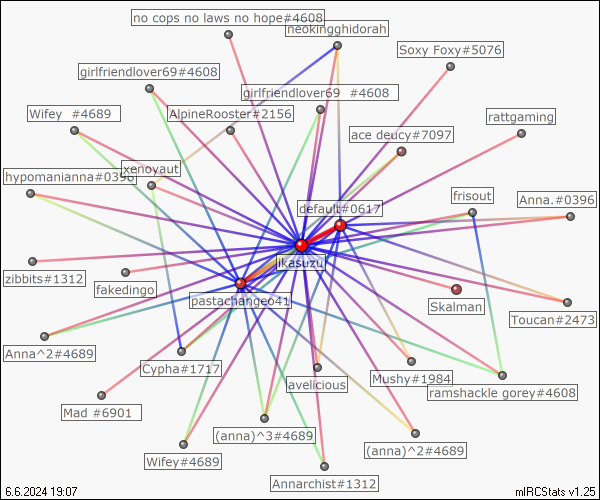 no cops no laws no hope#4608
neokingghidorah
Soxy Foxy#5076
girlfriendlover69#4608
girlfriendlover69 #4608
Wifey #4689
AlpineRooster#2156
rattgaming
ace deucy#7097
xenoyaut
hypomanianna#0396
frisout
Anna.#0396
default#0617
ikasuzu
zibbits#1312
fakedingo
pastachangeo41
Skalman
Toucan#2473
Anna^2#4689
Cypha#1717
Mushy#1984
avelicious
ramshackle gorey#4608
Mad #6901
(anna)^3#4689
(anna)^2#4689
Wifey#4689
Annarchist#1312
6.6.2024 19:07
mIRCStats v1.25